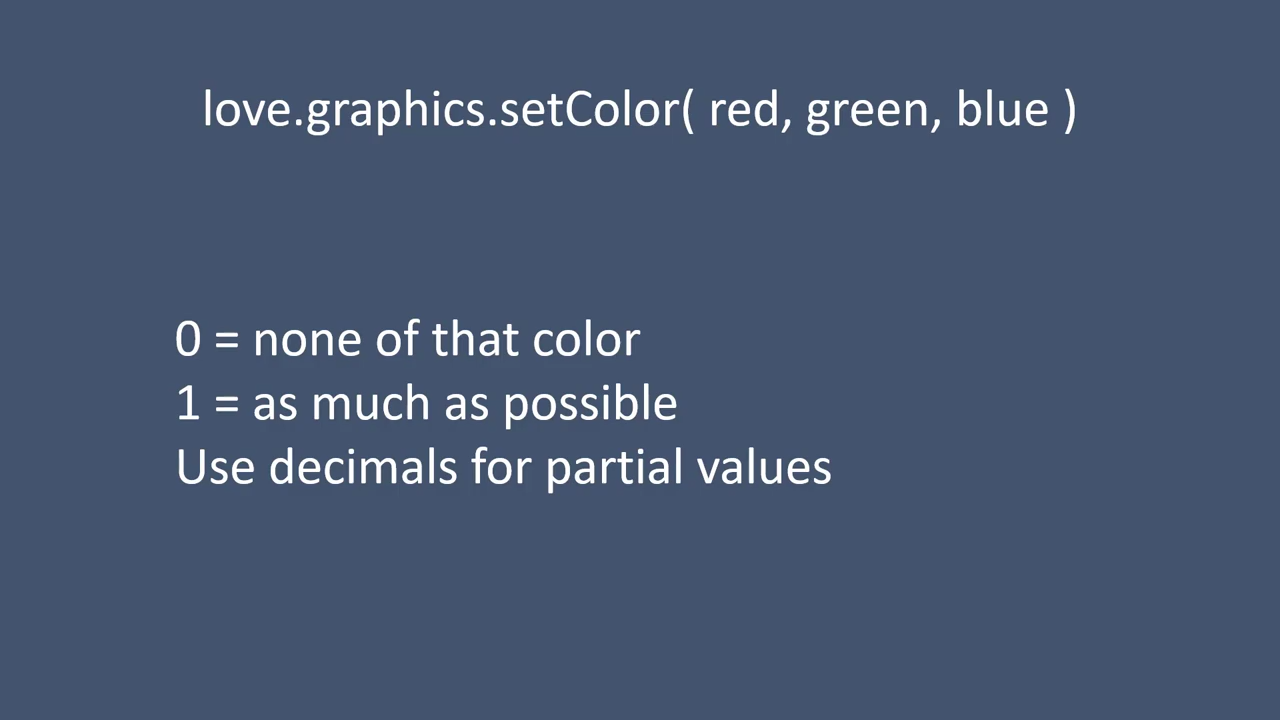 love.graphics.setColor( red, green, blue )
0 = none of that color
1 = as much as possible
Use decimals for partial values